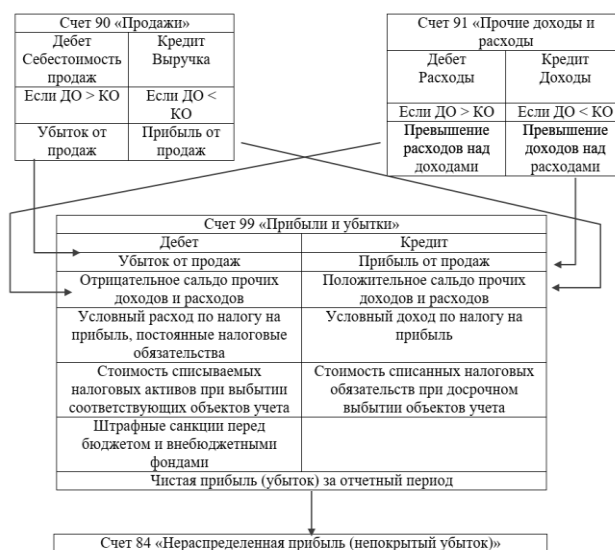 Счет 90 «Продажи»
Дебет
Себестоимость
продаж
Кредит
Выручка
Если ДО > КО
Если ДО <
КО
Убыток от
продаж
Прибыль от
продаж
Счет 91 «Прочие доходы и
расходы
Дебет
Расходы
Кредит
Доходы
Если ДО > КО
Если ДО < КО
Превышение
расходов над
доходами
Превышение
доходов над
расходами
Счет 99 «Прибыли и убытки»
Дебет
Кредит
Убыток от продаж
Прибыль от продаж
Отрицательное сальдо прочих
доходов и расходов
Положительное сальдо прочих
доходов и расходов
Условный расход по налогу на
прибыль, постоянные налоговые
обязательства
Условный доход по налогу на
прибыль
Стоимость списываемых
налоговых активов при выбытии
соответствующих объектов учета
Стоимость списанных налоговых
обязательств при досрочном
выбытии объектов учета
Штрафные санкции перед
бюджетом и внебюджетными
фондами
Чистая прибыль (убыток) за отчетный период
Счет 84 «Нераспределенная прибыль (непокрытый убыток)»